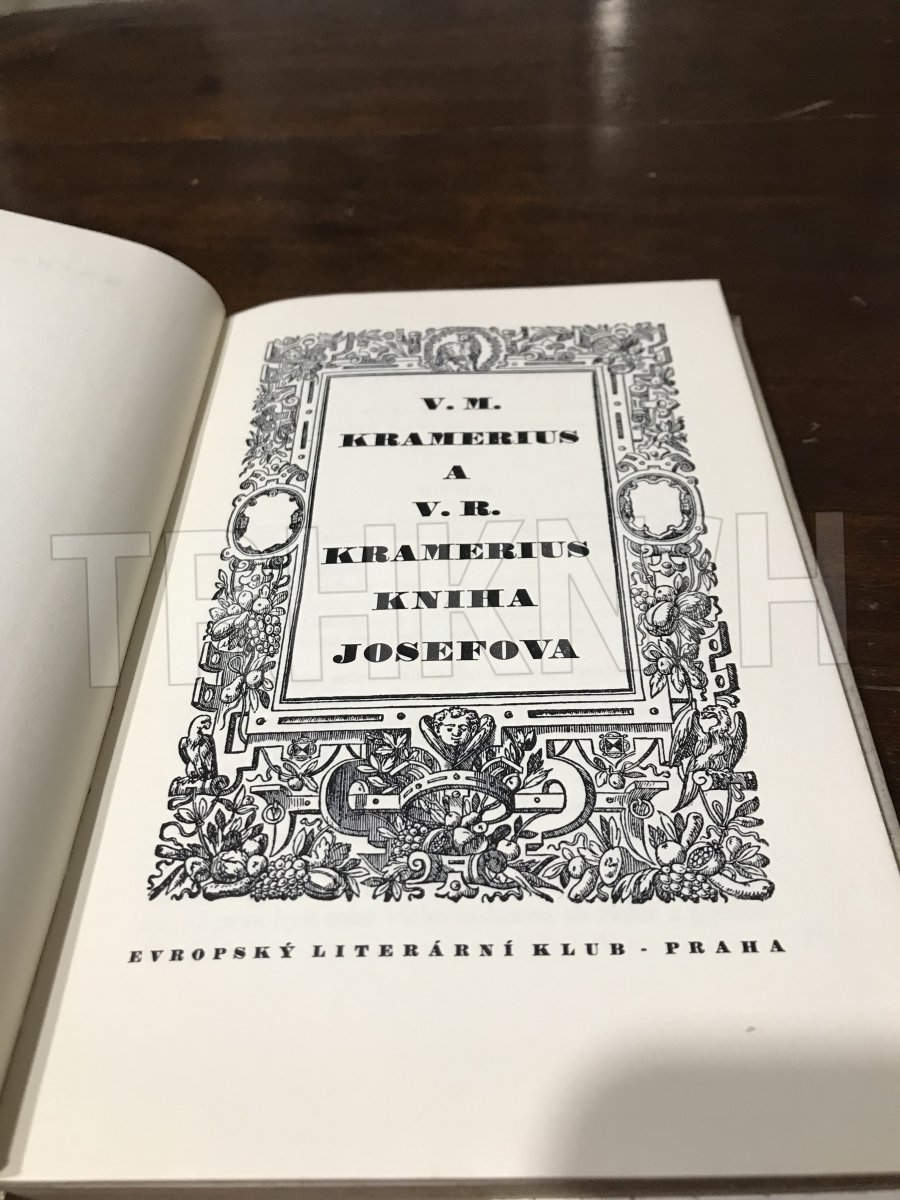 V. M.
KRAMERIUS
A
V. R.
KRAMERIUS
KNIHA
JOSEFOVA
EVROPSKÝ LITERÁRNÍ KLUB - PRAHA